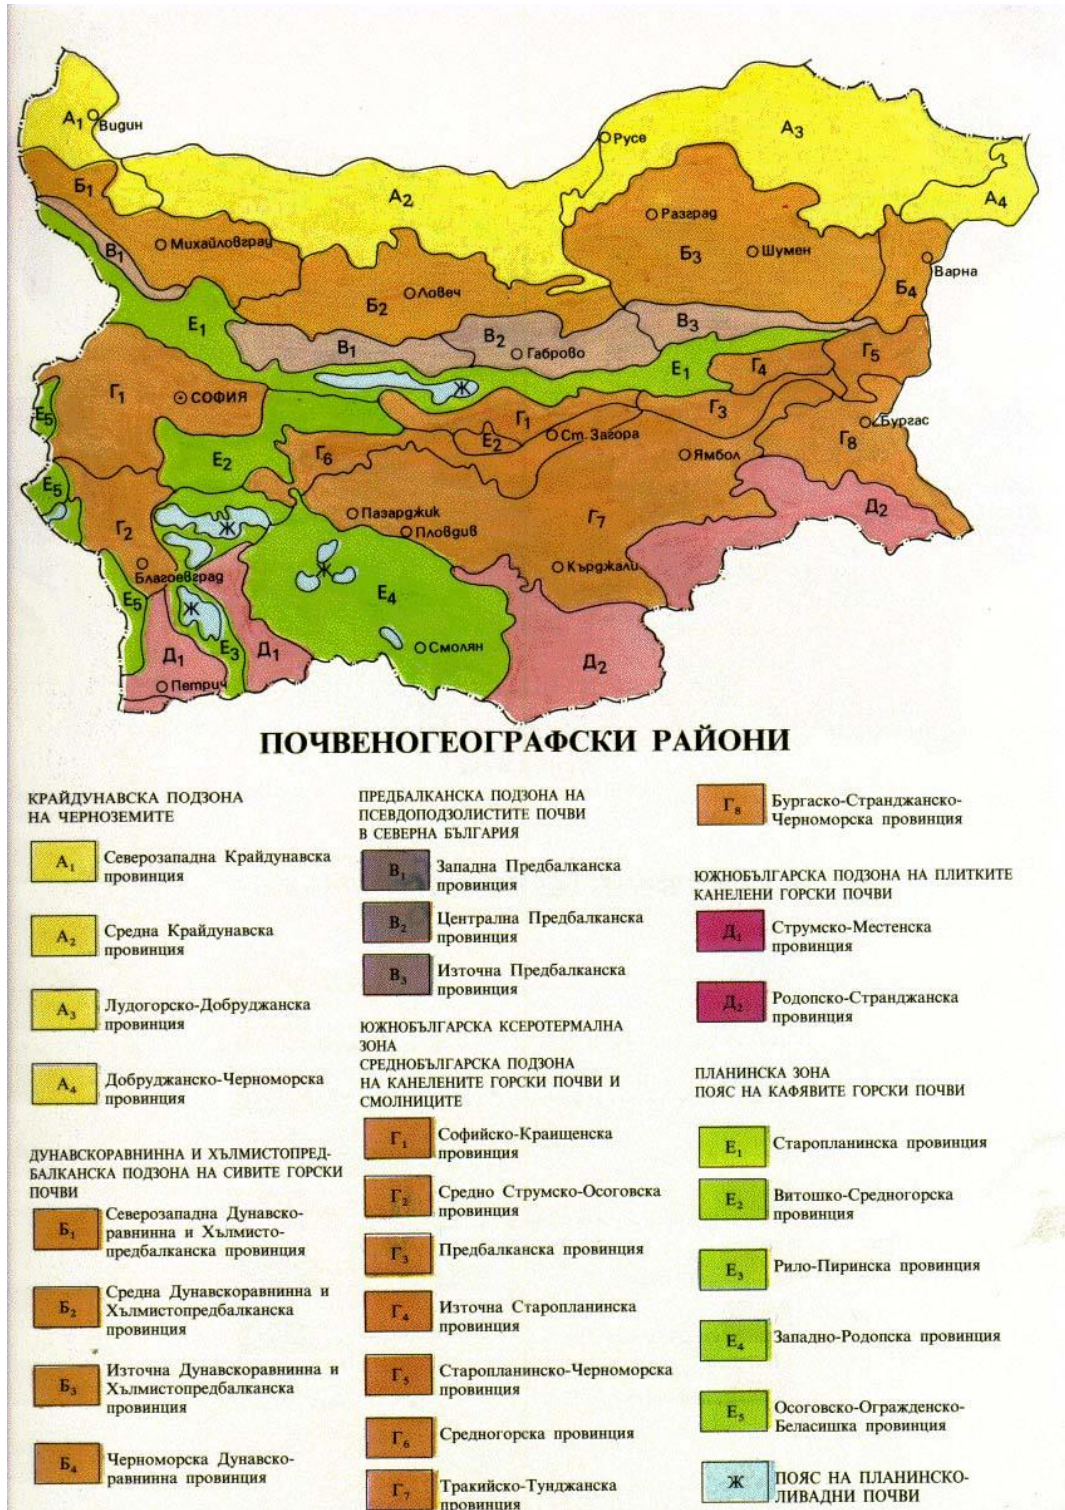 А₁
Видин
Русе
А₃
А₂
А₄
Б₁
Михайловград
В₁
Разград
Б₃
Шумен
Варна
Б₄
Ловеч
Б₂
Е₁
В₁
В₂
Габрово
В₃
Е₁
Г₄
Г₅
Ж
Г₁
СОФИЯ
Е₅
Г₁
Г₃
Е₂
Ст. Загора
Бургас
Г₈
Ямбол
Г₆
Е₂
Е₅
Г₂
Пазарджик
Пловдив
Г₇
Д₂
Ж
Благоевград
Кърджали
Ж
Е₄
Е₅
Ж
Д₁
Е₃
Д₁
Смолян
Д₂
Петрич
ПОЧВЕНОГЕОГРАФСКИ РАЙОНИ
КРАЙДУНАВСКА ПОДЗОНА
НА ЧЕРНОЗЕМИТЕ
А₁ Северозападна Крайдунавска
провинция
А₂ Средна Крайдунавска
провинция
А₃ Лудогорско-Добруджанска
провинция
А₄ Добруджанско-Черноморска
провинция
ДУНАВСКОРАВНИННА И ХЪЛМИСТОПРЕД-
БАЛКАНСКА ПОДЗОНА НА СИВИТЕ ГОРСКИ
ПОЧВИ
Б₁ Северозападна Дунавско-
равнинна и Хълмисто-
предбалканска провинция
Б₂ Средна Дунавскоравнинна и
Хълмистопредбалканска
провинция
Б₃ Източна Дунавскоравнинна и
Хълмистопредбалканска
провинция
Б₄ Черноморска Дунавско-
равнинна провинция
ПРЕДБАЛКАНСКА ПОДЗОНА НА
ПСЕВДОПОДЗОЛИСТИТЕ ПОЧВИ
В СЕВЕРНА БЪЛГАРИЯ
В₁ Западна Предбалканска
провинция
В₂ Централна Предбалканска
провинция
В₃ Източна Предбалканска
провинция
ЮЖНОБЪЛГАРСКА КСЕРОТЕРМАЛНА
ЗОНА
СРЕДНОБЪЛГАРСКА ПОДЗОНА
НА КАНЕЛЕНИТЕ ГОРСКИ ПОЧВИ И
СМОЛНИЦИТЕ
Г₁ Софийско-Краищенска
провинция
Г₂ Средно Струмско-Осоговска
провинция
Г₃ Предбалканска провинция
Г₄ Източна Старопланинска
провинция
Г₅ Старопланинско-Черноморска
провинция
Г₆ Средногорска провинция
Г₇ Тракийско-Тунджанска
провинция
Г₈ Бургаско-Странджанско-
Черноморска провинция
ЮЖНОБЪЛГАРСКА ПОДЗОНА НА ПЛИТКИТЕ
КАНЕЛЕНИ ГОРСКИ ПОЧВИ
Д₁ Струмско-Местенска
провинция
Д₂ Родопско-Странджанска
провинция
ПЛАНИНСКА ЗОНА
ПОЯС НА КАФЯВИТЕ ГОРСКИ ПОЧВИ
Е₁ Старопланинска провинция
Е₂ Витошко-Средногорска
провинция
Е₃ Рило-Пиринска провинция
Е₄ Западно-Родопска провинция
Е₅ Осоговско-Огражденско-
Беласишка провинция
Ж ПОЯС НА ПЛАНИНСКО-
ЛИВАДНИ ПОЧВИ